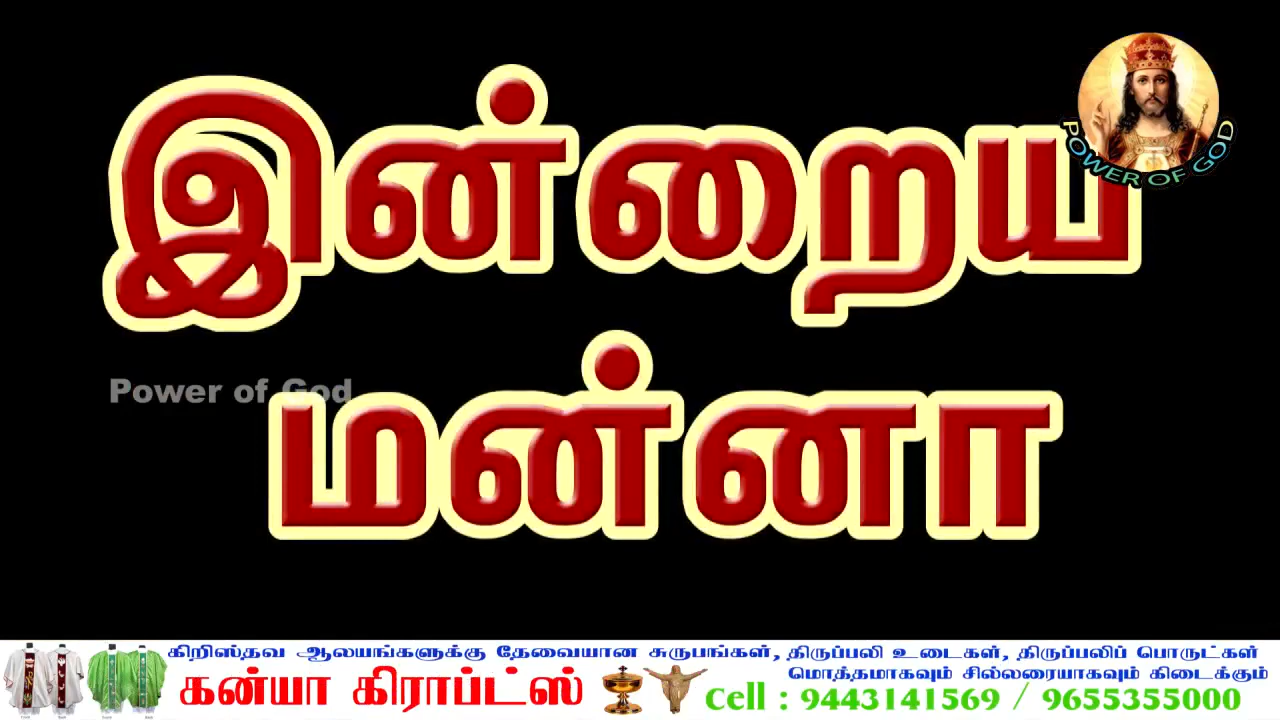 இன்றைய
POWER OF GOD
Power of God
மன்னா
கிறிஸ்தவ ஆலயங்களுக்கு தேவையான சுருபங்கள், திருப்பலி உடைகள், திருப்பலிப் பொருட்கள்
மொத்தமாகவும் சில்லரையாகவும் கிடைக்கும்
கன்யா கிராப்ட்ஸ்
Cell : 9443141569 / 9655355000